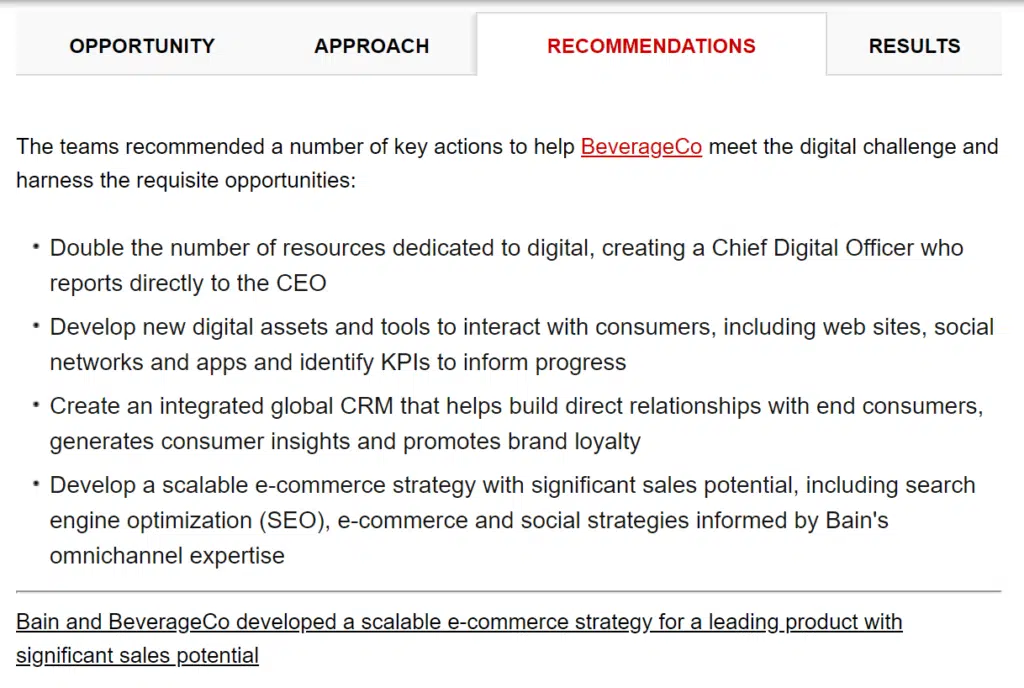 OPPORTUNITY APPROACH RECOMMENDATIONS RESULTS
The teams recommended a number of key actions to help BeverageCo meet the digital challenge and
harness the requisite opportunities:
• Double the number of resources dedicated to digital, creating a Chief Digital Officer who
reports directly to the CEO
• Develop new digital assets and tools to interact with consumers, including web sites, social
networks and apps and identify KPIs to inform progress
• Create an integrated global CRM that helps build direct relationships with end consumers,
generates consumer insights and promotes brand loyalty
• Develop a scalable e-commerce strategy with significant sales potential, including search
engine optimization (SEO), e-commerce and social strategies informed by Bain's
omnichannel expertise
Bain and BeverageCo developed a scalable e-commerce strategy for a leading product with
significant sales potential